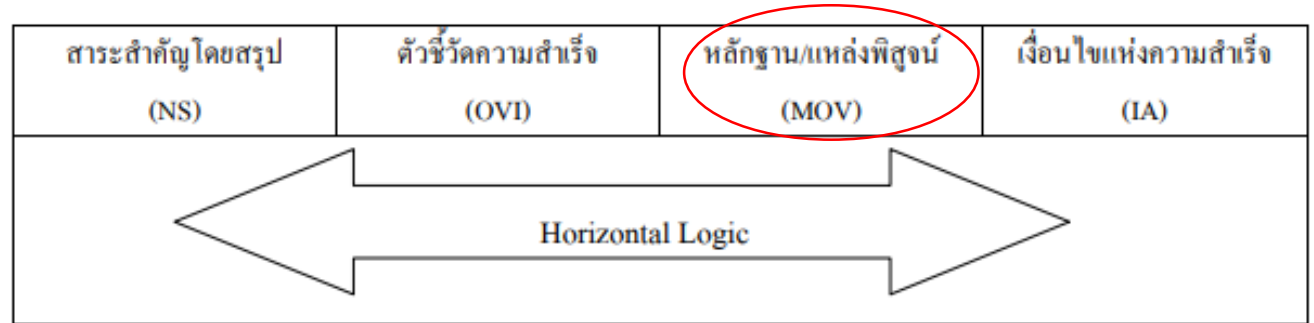 สาระสำคัญโดยสรุป
(NS)
ตัวชี้วัดความสำเร็จ
(OVI)
หลักฐาน/แหล่งพิสูจน์
(MOV)
เงื่อนไขแห่งความสำเร็จ
(IA)
Horizontal Logic